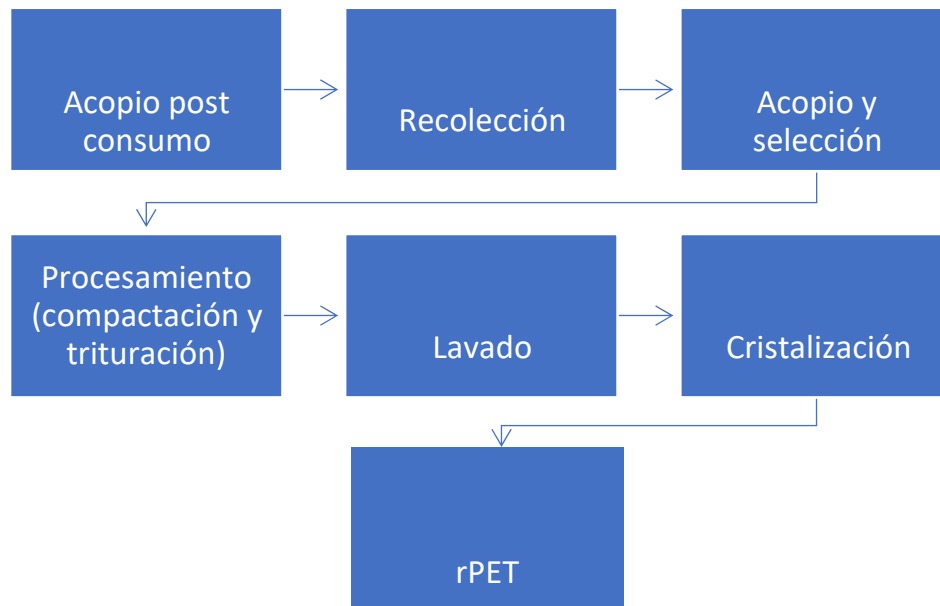 Acopio post
consumo
Recolección
Acopio y
selección
Procesamiento
(compactación y
trituración)
Lavado
Cristalización
rPET